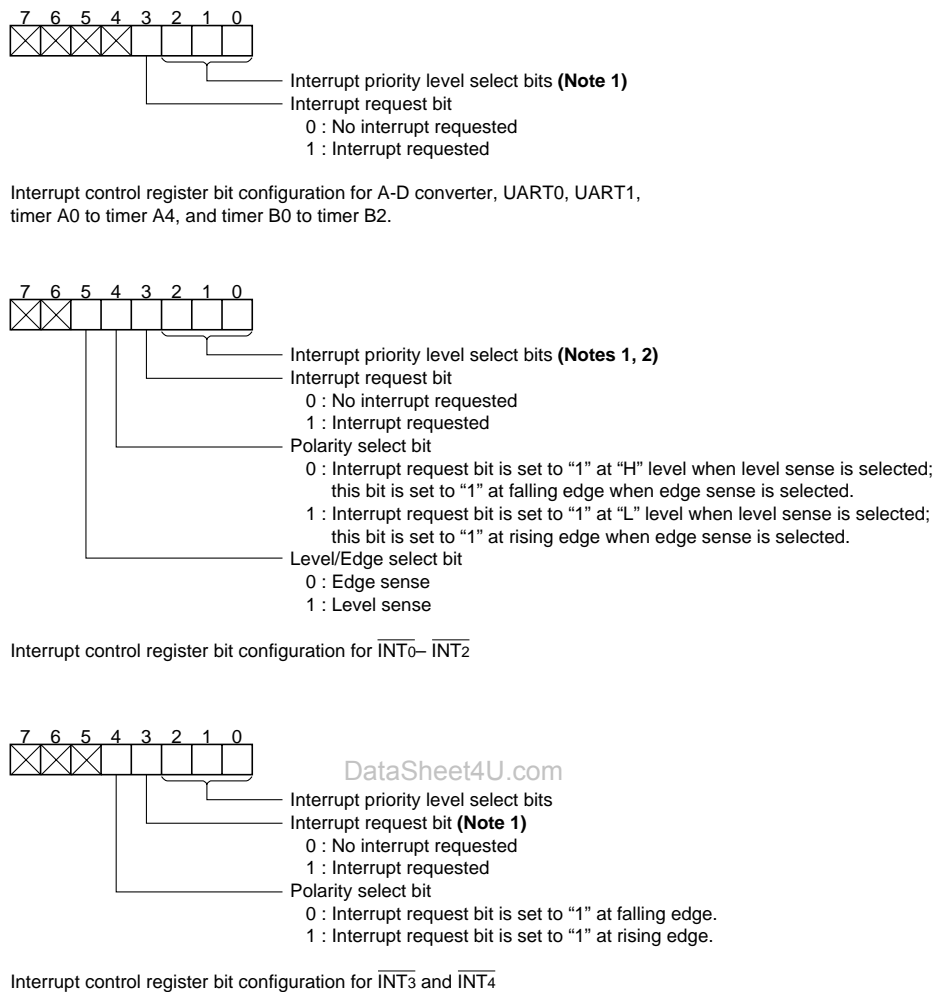 7 6 5 4 3 2 1 0
Interrupt priority level select bits (Note 1)
Interrupt request bit
0 : No interrupt requested
1 : Interrupt requested
Interrupt control register bit configuration for A-D converter, UART0, UART1,
timer A0 to timer A4, and timer B0 to timer B2.
7 6 5 4 3 2 1 0
Interrupt priority level select bits (Notes 1, 2)
Interrupt request bit
0 : No interrupt requested
1 : Interrupt requested
Polarity select bit
0 : Interrupt request bit is set to “1” at “H” level when level sense is selected;
this bit is set to “1” at falling edge when edge sense is selected.
1 : Interrupt request bit is set to “1” at “L” level when level sense is selected;
this bit is set to “1” at rising edge when edge sense is selected.
Level/Edge select bit
0 : Edge sense
1 : Level sense
Interrupt control register bit configuration for INT0– INT2
7 6 5 4 3 2 1 0
DataSheet4U.com
Interrupt priority level select bits
Interrupt request bit (Note 1)
0 : No interrupt requested
1 : Interrupt requested
Polarity select bit
0 : Interrupt request bit is set to “1” at falling edge.
1 : Interrupt request bit is set to “1” at rising edge.
Interrupt control register bit configuration for INT3 and INT4